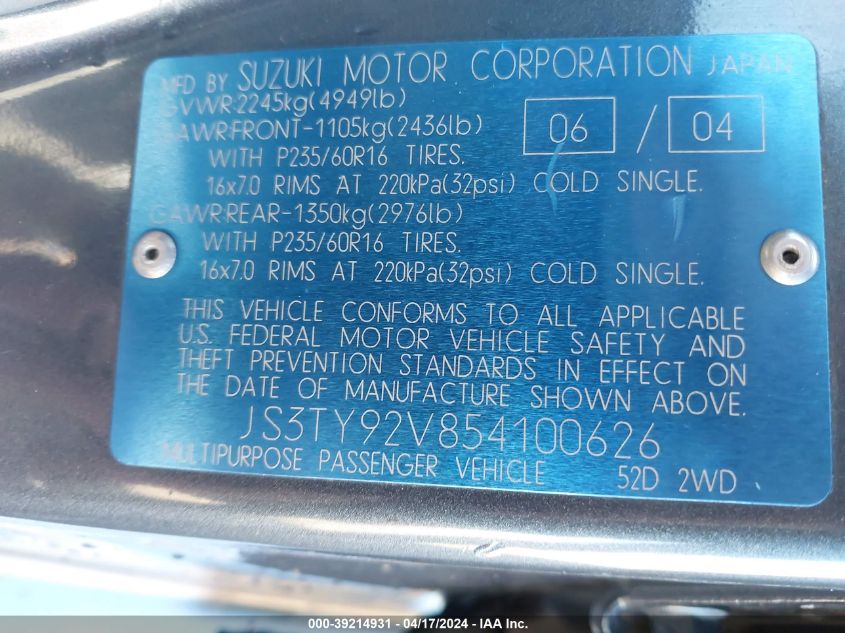 MFD BY SUZUKI MOTOR CORPORATION JAPAN
GVWR:2245kg(4949lb)
GAWR:FRONT-1105kg(2436lb) 06 / 04
WITH P235/60R16 TIRES.
16x7.0 RIMS AT 220kPa(32psi) COLD SINGLE.
GAWR:REAR-1350kg(2976lb)
WITH P235/60R16 TIRES.
16x7.0 RIMS AT 220kPa(32psi) COLD SINGLE.
THIS VEHICLE CONFORMS TO ALL APPLICABLE
U.S. FEDERAL MOTOR VEHICLE SAFETY AND
THEFT PREVENTION STANDARDS IN EFFECT ON
THE DATE OF MANUFACTURE SHOWN ABOVE.
JS3TY92V854100626
MULTIPURPOSE PASSENGER VEHICLE 52D 2WD
000-39214931 - 04/17/2024 - IAA Inc.